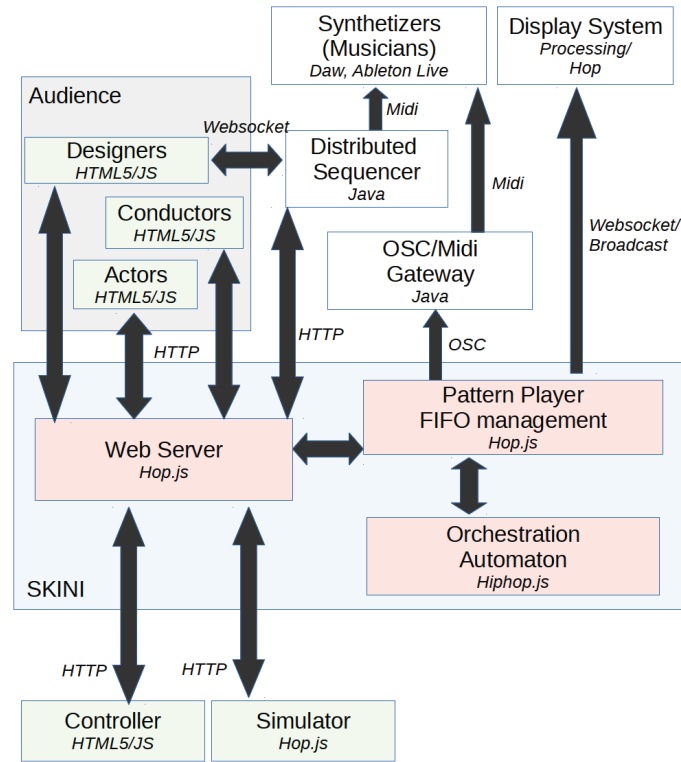 Synthetizers
(Musicians)
Daw, Ableton Live
Display System
Processing/
Hop
Audience
Midi
Websocket
Designers
HTML5/JS
Distributed
Sequencer
Java
Midi
Conductors
HTML5/JS
Websocket/
Broadcast
OSC/Midi
Gateway
Java
Actors
HTML5/JS
HTTP
HTTP
OSC
Pattern Player
FIFO management
Hop.js
Web Server
Hop.js
Orchestration
Automaton
Hiphop.js
SKINI
HTTP
HTTP
Controller
HTML5/JS
Simulator
Hop.js